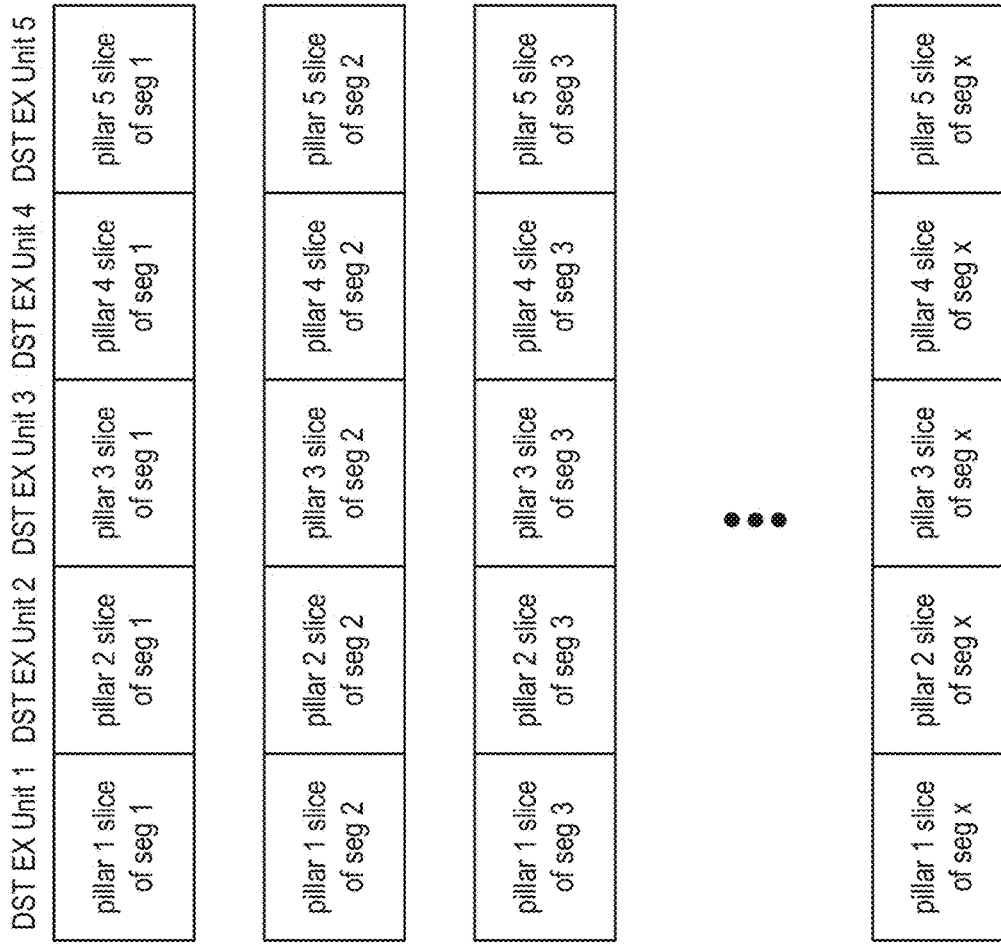 DST EX Unit 1 DST EX Unit 2 DST EX Unit 3 DST EX Unit 4 DST EX Unit 5
pillar 1 slice
of seg 1
pillar 2 slice
of seg 1
pillar 3 slice
of seg 1
pillar 4 slice
of seg 1
pillar 5 slice
of seg 1
pillar 1 slice
of seg 2
pillar 2 slice
of seg 2
pillar 3 slice
of seg 2
pillar 4 slice
of seg 2
pillar 5 slice
of seg 2
pillar 1 slice
of seg 3
pillar 2 slice
of seg 3
pillar 3 slice
of seg 3
pillar 4 slice
of seg 3
pillar 5 slice
of seg 3
pillar 1 slice
of seg x
pillar 2 slice
of seg x
pillar 3 slice
of seg x
pillar 4 slice
of seg x
pillar 5 slice
of seg x